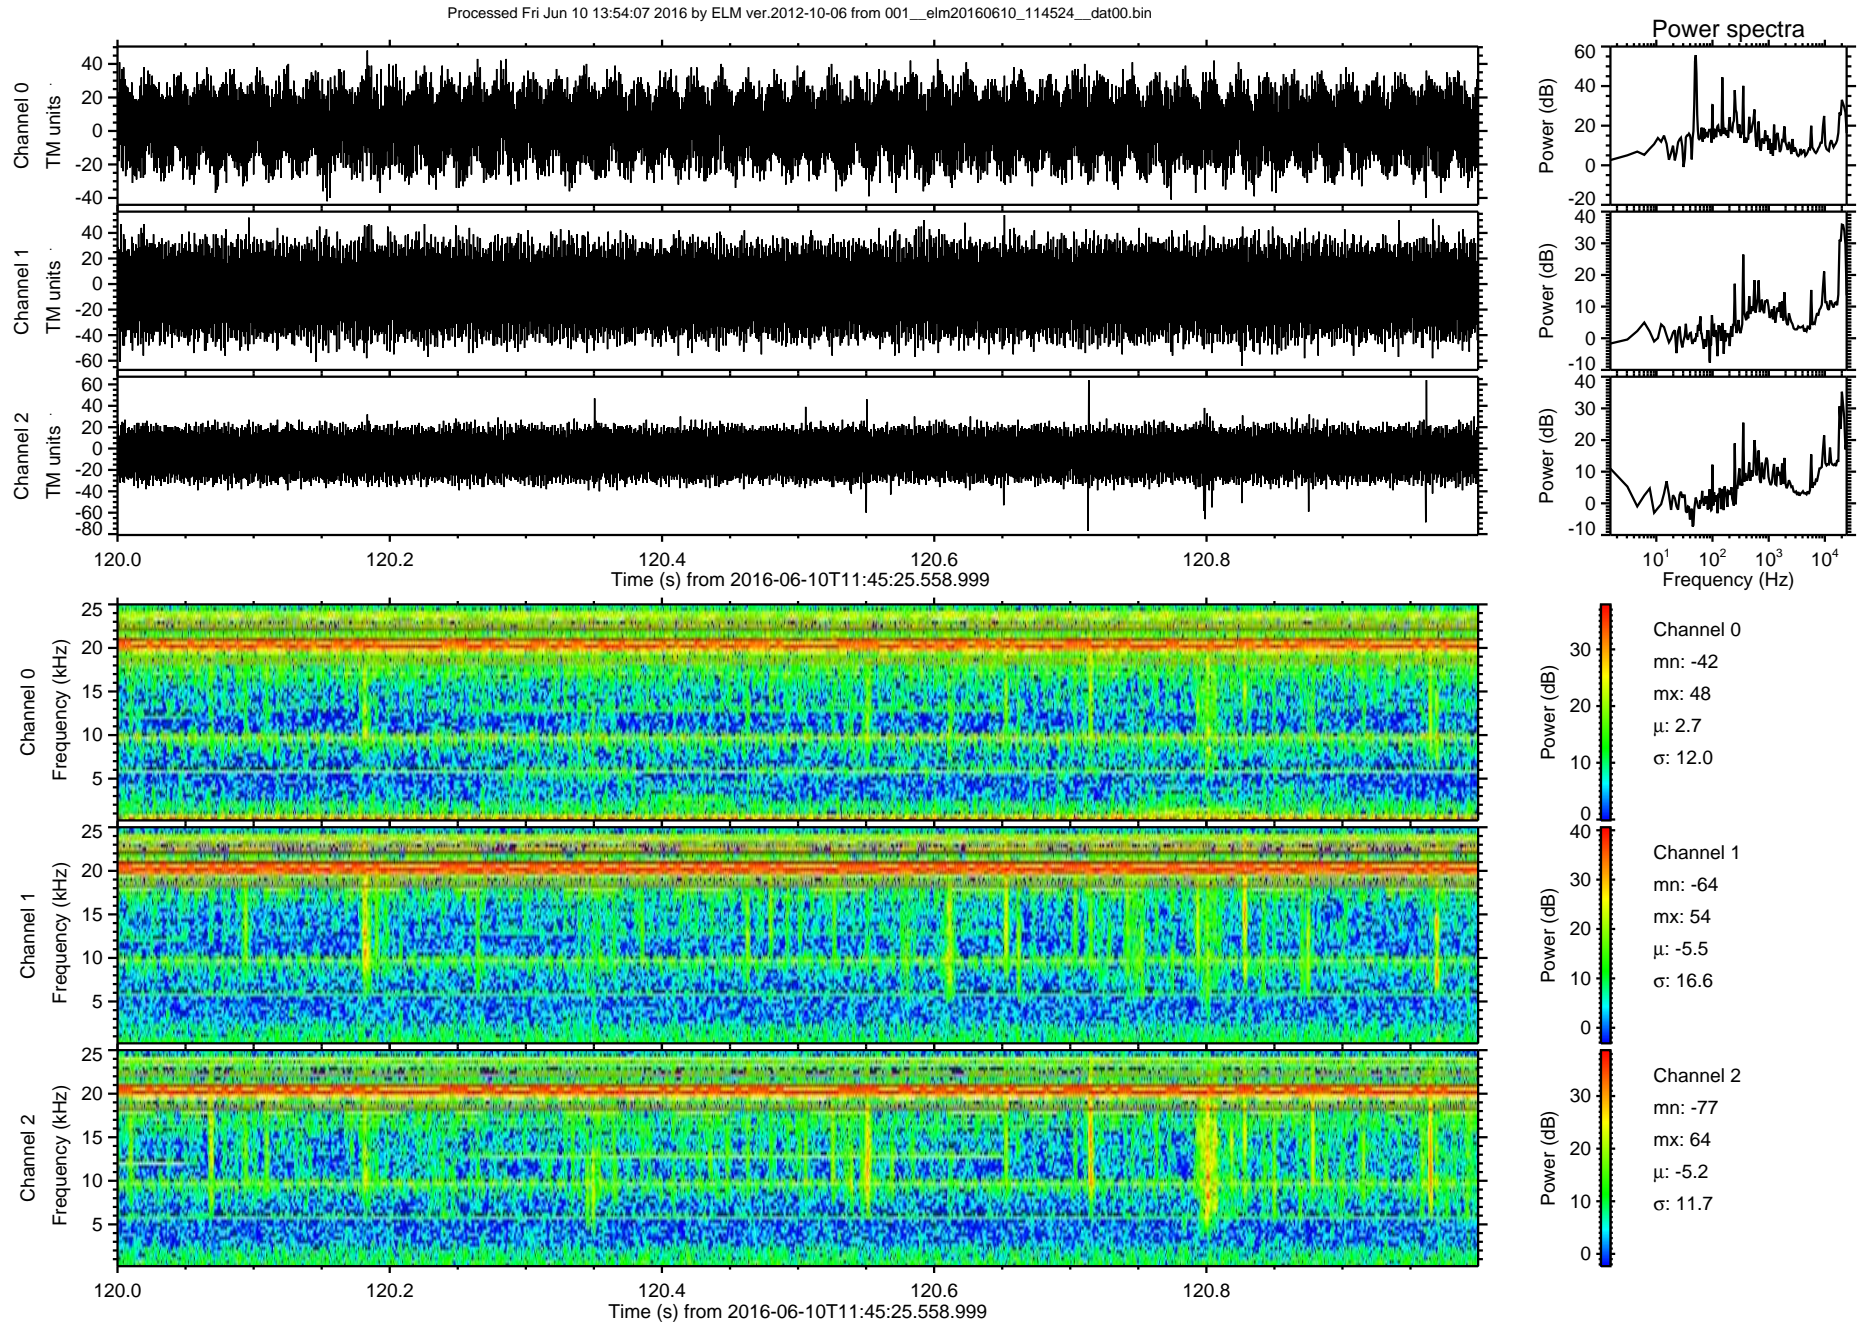 Processed Fri Jun 10 13:54:07 2016 by ELM ver.2012-10-06 from 001__elm20160610_114524__dat00.bin
Power spectra
Channel 0
TM units
40
20
0
-20
-40
Power (dB)
60
40
20
0
-20
Channel 1
TM units
40
20
0
-20
-40
-60
Power (dB)
40
30
20
10
0
-10
Channel 2
TM units
60
40
20
0
-20
-40
-60
-80
Power (dB)
40
30
20
10
0
-10
120.0 120.2 120.4 120.6 120.8
Time (s) from 2016-06-10T11:45:25.558.999
10^1 10^2 10^3 10^4
Frequency (Hz)
Channel 0
Frequency (kHz)
25
20
15
10
5
Power (dB)
30
20
10
0
Channel 0
mn: -42
mx: 48
μ: 2.7
σ: 12.0
Channel 1
Frequency (kHz)
25
20
15
10
5
Power (dB)
40
30
20
10
0
Channel 1
mn: -64
mx: 54
μ: -5.5
σ: 16.6
Channel 2
Frequency (kHz)
25
20
15
10
5
Power (dB)
30
20
10
0
Channel 2
mn: -77
mx: 64
μ: -5.2
σ: 11.7
120.0 120.2 120.4 120.6 120.8
Time (s) from 2016-06-10T11:45:25.558.999